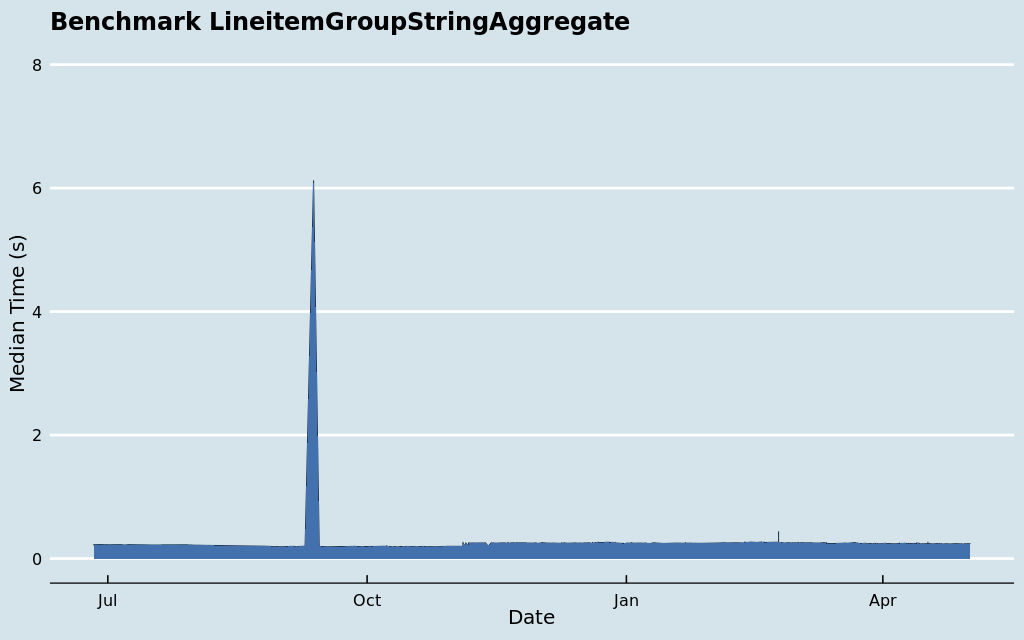 Benchmark LineitemGroupStringAggregate
8
6
4
2
0
Median Time (s)
Jul
Oct
Jan
Apr
Date